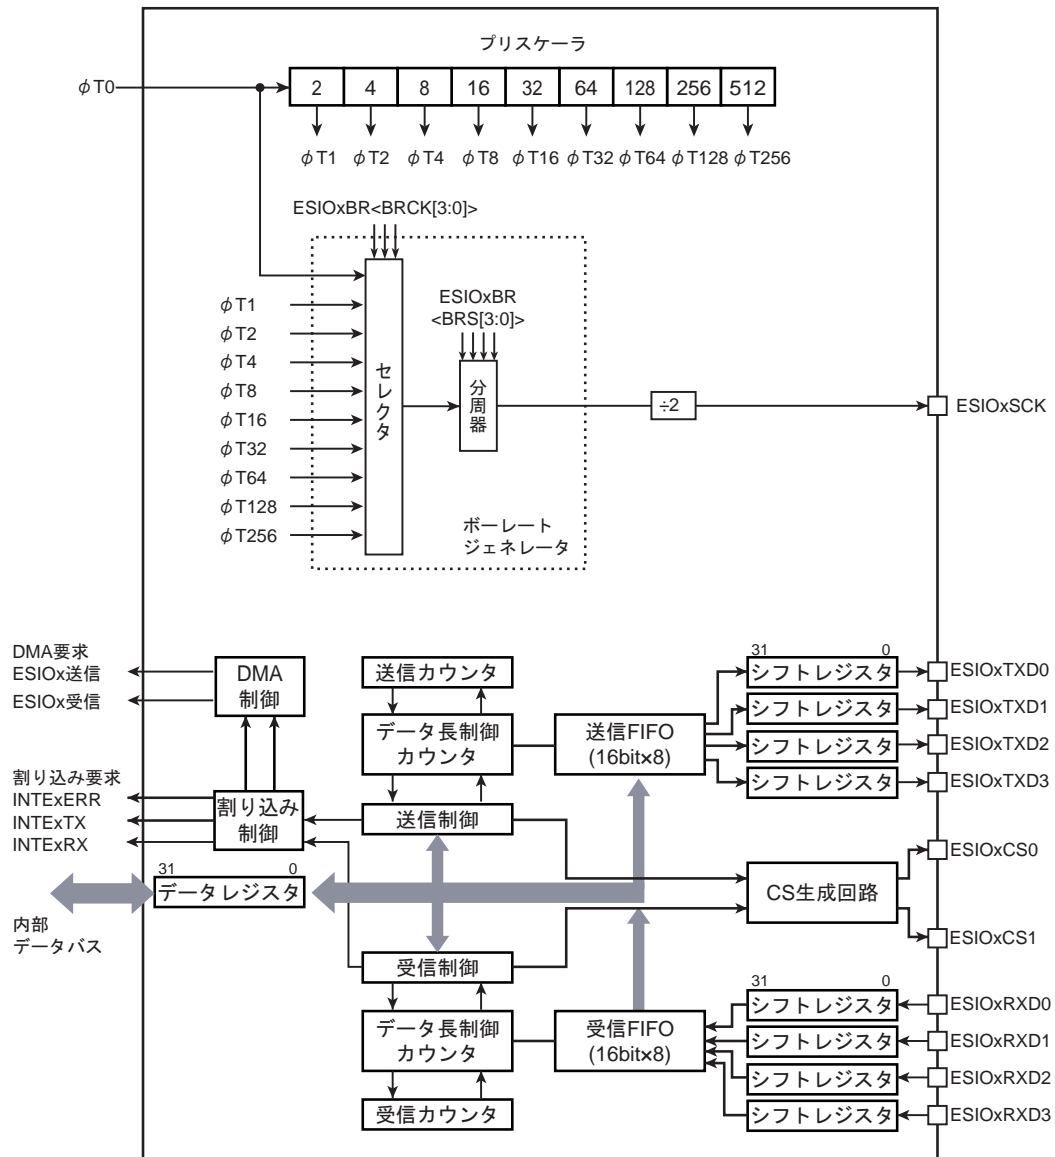 プリスケーラ
φT0
2 4 8 16 32 64 128 256 512
φT1 φT2 φT4 φT8 φT16 φT32 φT64 φT128 φT256
ESIOxBR<BRCK[3:0]>
φT1
φT2
φT4
φT8
φT16
φT32
φT64
φT128
φT256
セレクタ
ESIOxBR
<BRS[3:0]>
分周器
÷2
ESIOxSCK
ボーレート
ジェネレータ
DMA要求
ESIOx送信
ESIOx受信
DMA
制御
割り込み要求
INTExERR
INTExTX
INTExRX
割り込み
制御
31 0
データレジスタ
内部
データバス
送信カウンタ
データ長制御
カウンタ
送信制御
送信FIFO
(16bit×8)
31 0
シフトレジスタ ESIOxTXD0
シフトレジスタ ESIOxTXD1
シフトレジスタ ESIOxTXD2
シフトレジスタ ESIOxTXD3
CS生成回路
ESIOxCS0
ESIOxCS1
受信制御
データ長制御
カウンタ
受信カウンタ
受信FIFO
(16bit×8)
31 0
シフトレジスタ ESIOxRXD0
シフトレジスタ ESIOxRXD1
シフトレジスタ ESIOxRXD2
シフトレジスタ ESIOxRXD3